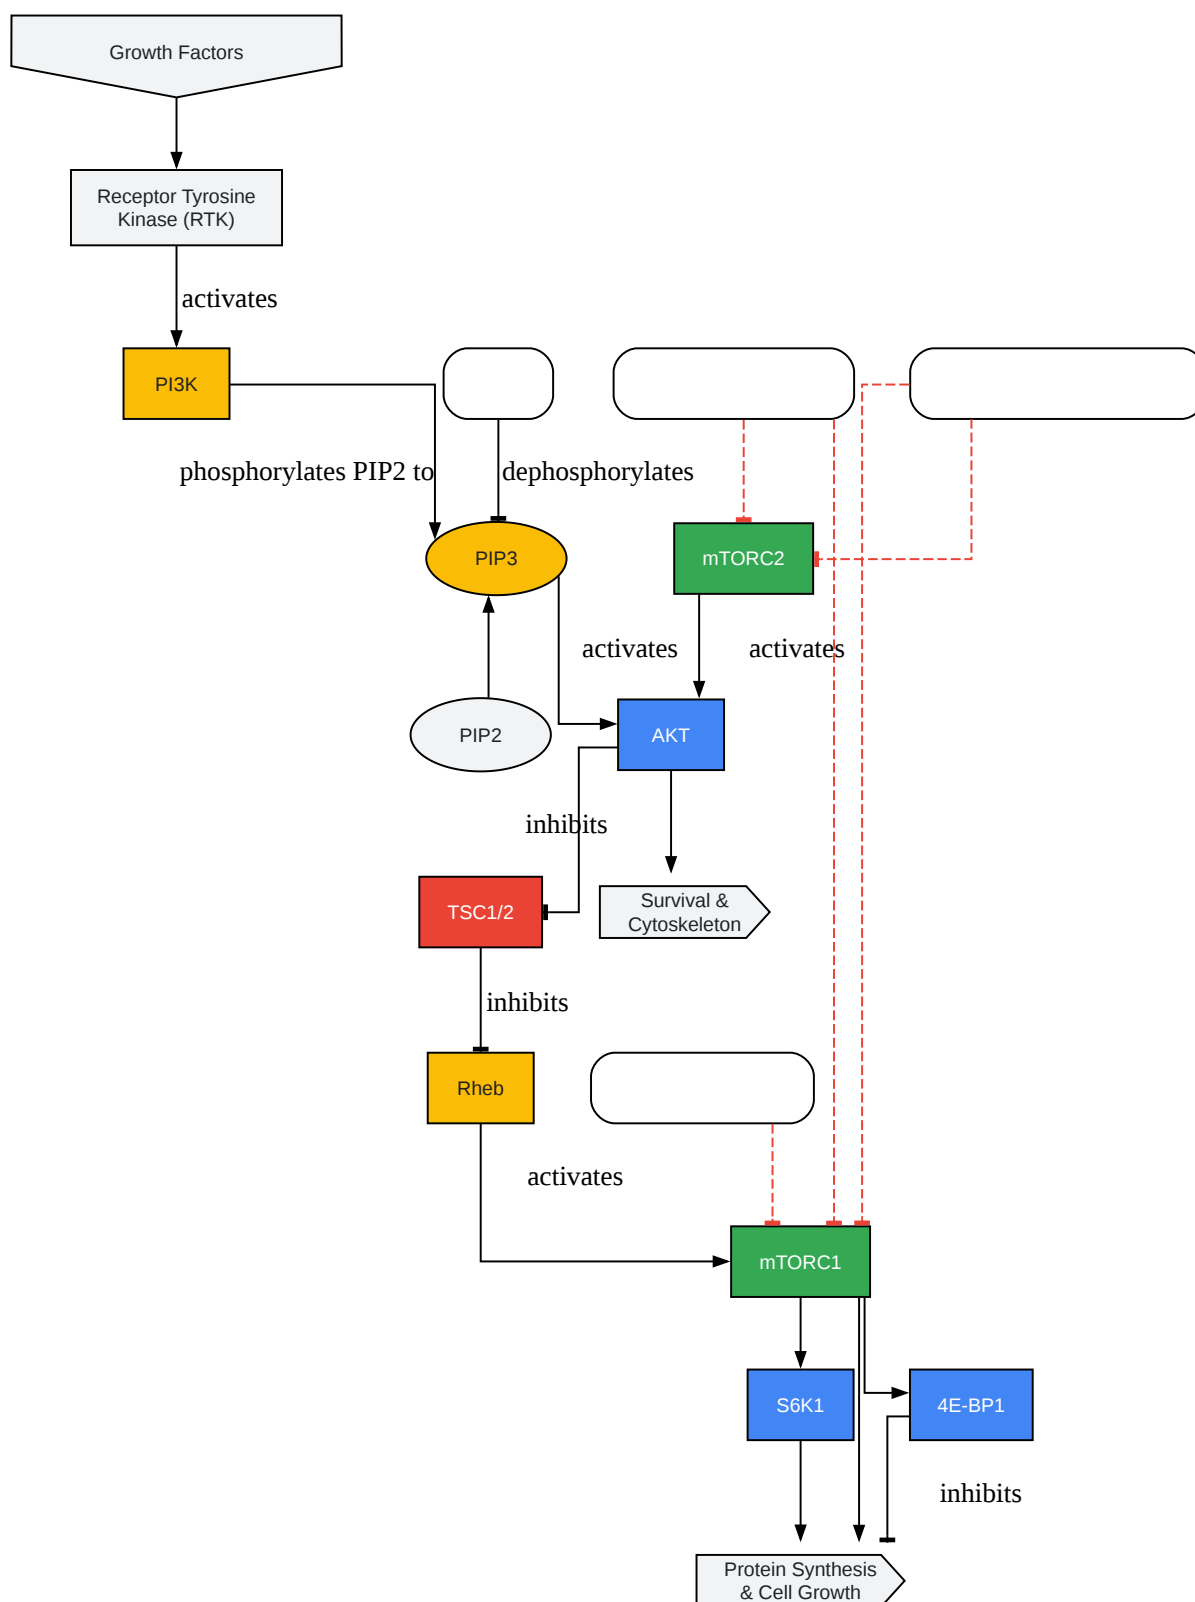 Growth Factors
Receptor Tyrosine
Kinase (RTK)
activates
PI3K
phosphorylates PIP2 to
dephosphorylates
PIP3
mTORC2
activates
activates
PIP2
AKT
inhibits
TSC1/2
Survival &
Cytoskeleton
inhibits
Rheb
activates
mTORC1
S6K1
4E-BP1
inhibits
Protein Synthesis
& Cell Growth